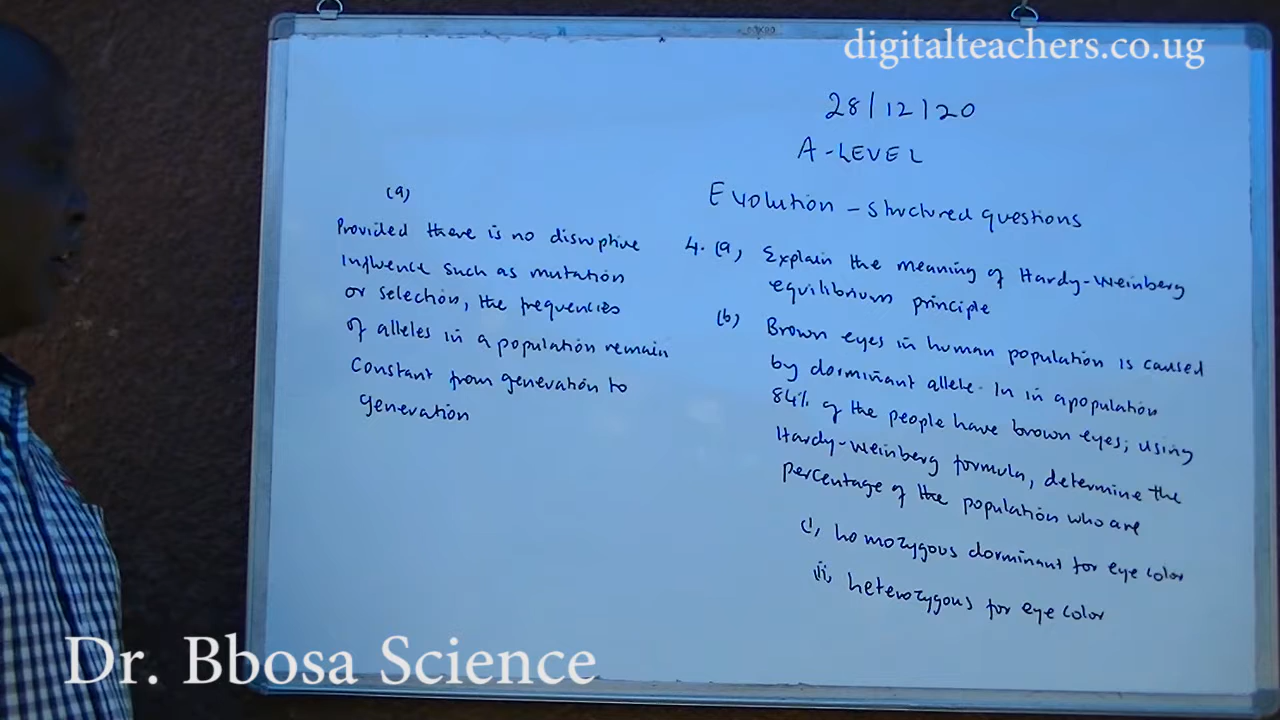 digitalteachers.co.ug
28/12/20
A-LEVEL
Evolution - structured questions
(a)
Provided there is no disruptive
influence such as mutation
or selection, the frequencies
of alleles in a population remain
constant from generation to
generation
4. (a) Explain the meaning of Hardy-Weinberg
equilibrium principle
(b) Brown eyes in human population is caused
by dorminant allele. In in apopulation
84% of the people have brown eyes; using
Hardy-Weinberg formula, determine the
percentage of the population who are
i, homozygous dorminant for eye color
ii, heterozygous for eye color
Dr. Bbosa Science